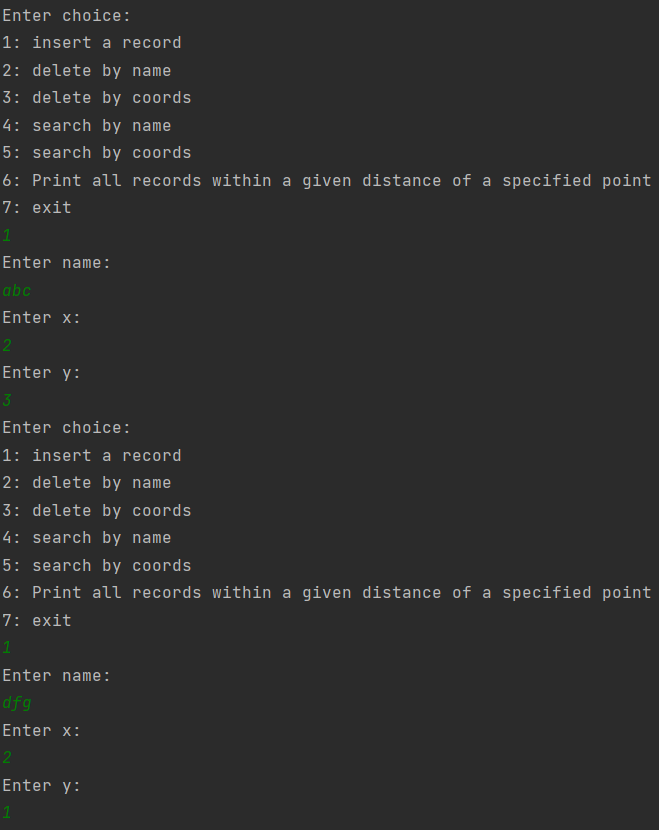 Enter choice:
1: insert a record
2: delete by name
3: delete by coords
4: search by name
5: search by coords
6: Print all records within a given distance of a specified point
7: exit
1
Enter name:
abc
Enter x:
2
Enter y:
3
Enter choice:
1: insert a record
2: delete by name
3: delete by coords
4: search by name
5: search by coords
6: Print all records within a given distance of a specified point
7: exit
1
Enter name:
dfg
Enter x:
2
Enter y:
1